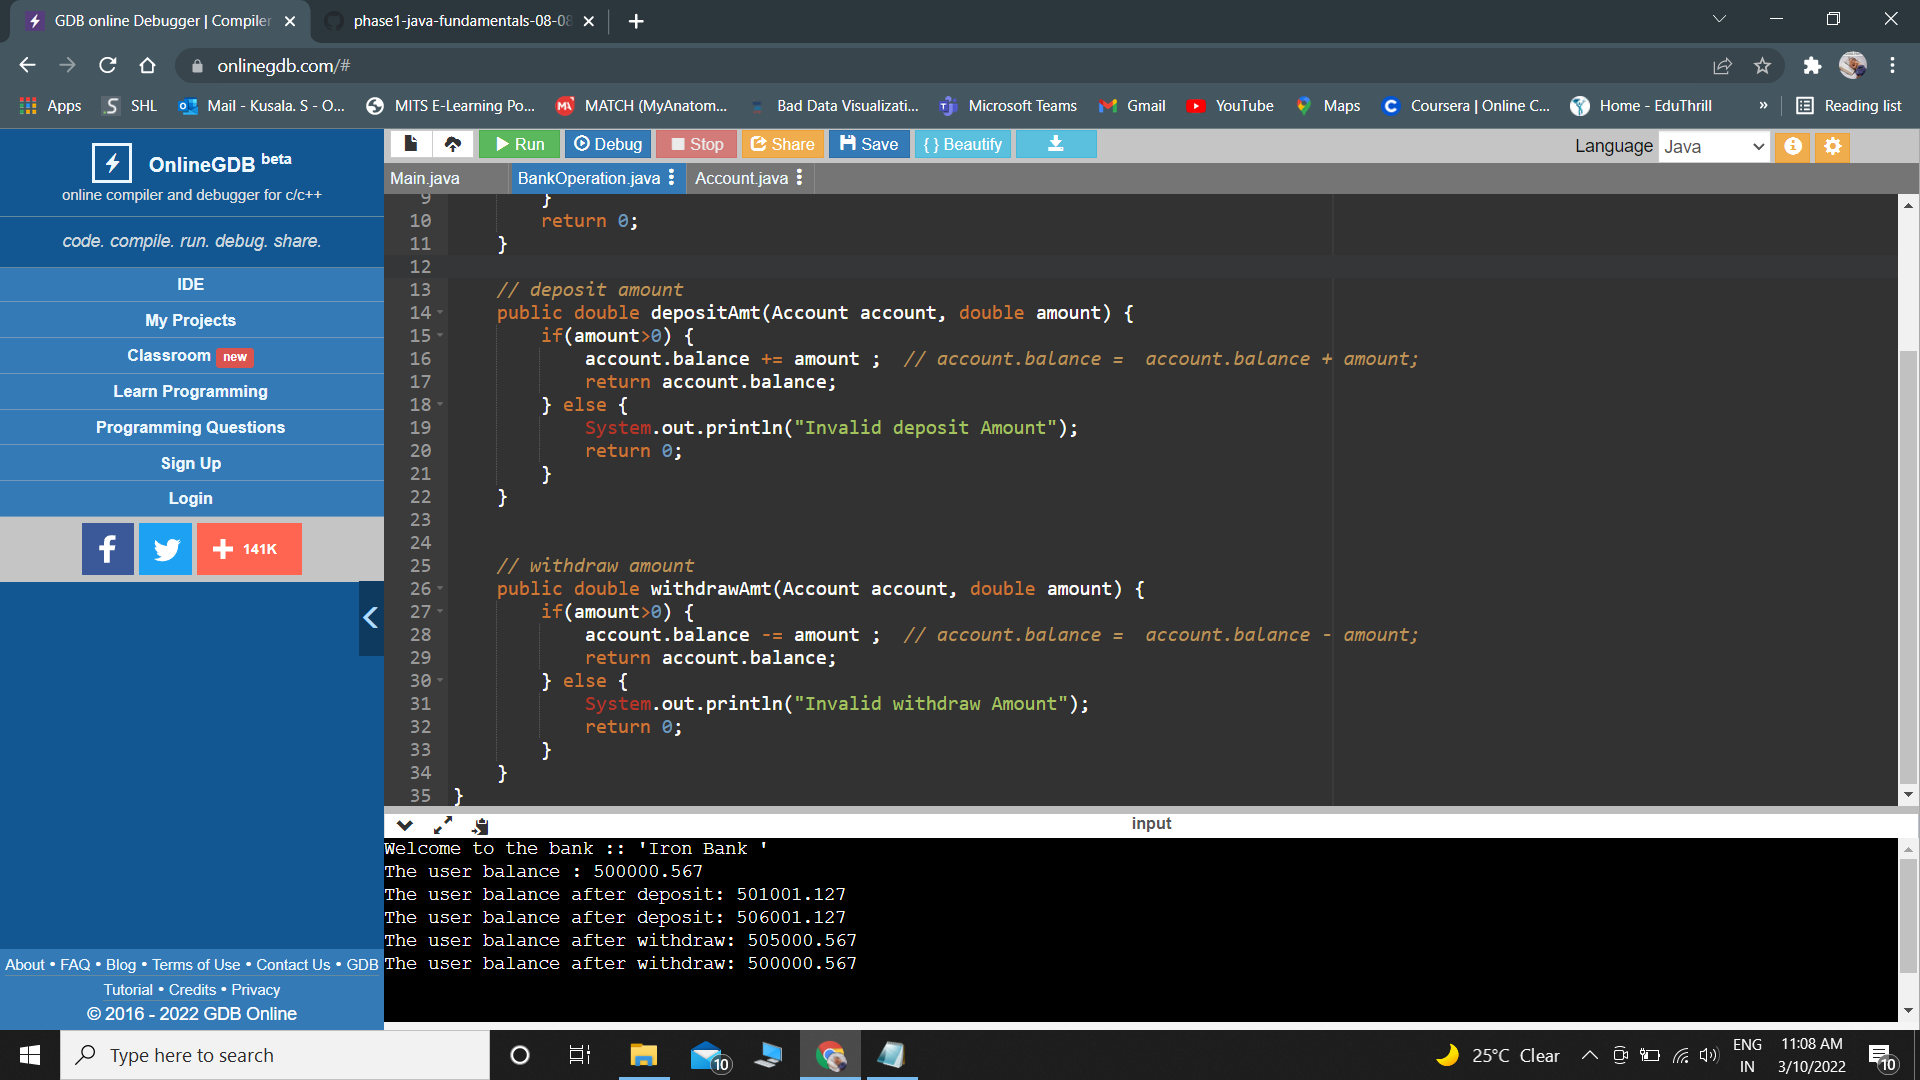 GDB online Debugger | Compiler
phase1-java-fundamentals-08-08
onlinegdb.com/#
Apps
SHL
Mail - Kusala. S - O...
MITS E-Learning Po...
MATCH (MyAnatom...
Bad Data Visualizati...
Microsoft Teams
Gmail
YouTube
Maps
Coursera | Online C...
Home - EduThrill
»
Reading list
OnlineGDB beta
online compiler and debugger for c/c++
code. compile. run. debug. share.
IDE
My Projects
Classroom new
Learn Programming
Programming Questions
Sign Up
Login
141K
About • FAQ • Blog • Terms of Use • Contact Us • GDB
Tutorial • Credits • Privacy
© 2016 - 2022 GDB Online
Run
Debug
Stop
Share
Save
{ } Beautify
Language Java
Main.java
BankOperation.java
Account.java
9 }
10 return 0;
11 }
12
13 // deposit amount
14 public double depositAmt(Account account, double amount) {
15 if(amount>0) {
16 account.balance += amount ;  // account.balance =  account.balance + amount;
17 return account.balance;
18 } else {
19 System.out.println("Invalid deposit Amount");
20 return 0;
21 }
22 }
23
24
25 // withdraw amount
26 public double withdrawAmt(Account account, double amount) {
27 if(amount>0) {
28 account.balance -= amount ;  // account.balance =  account.balance - amount;
29 return account.balance;
30 } else {
31 System.out.println("Invalid withdraw Amount");
32 return 0;
33 }
34 }
35 }
input
Welcome to the bank :: 'Iron Bank '
The user balance : 500000.567
The user balance after deposit: 501001.127
The user balance after deposit: 506001.127
The user balance after withdraw: 505000.567
The user balance after withdraw: 500000.567
Type here to search
10
25°C Clear
ENG
IN
11:08 AM
3/10/2022
10